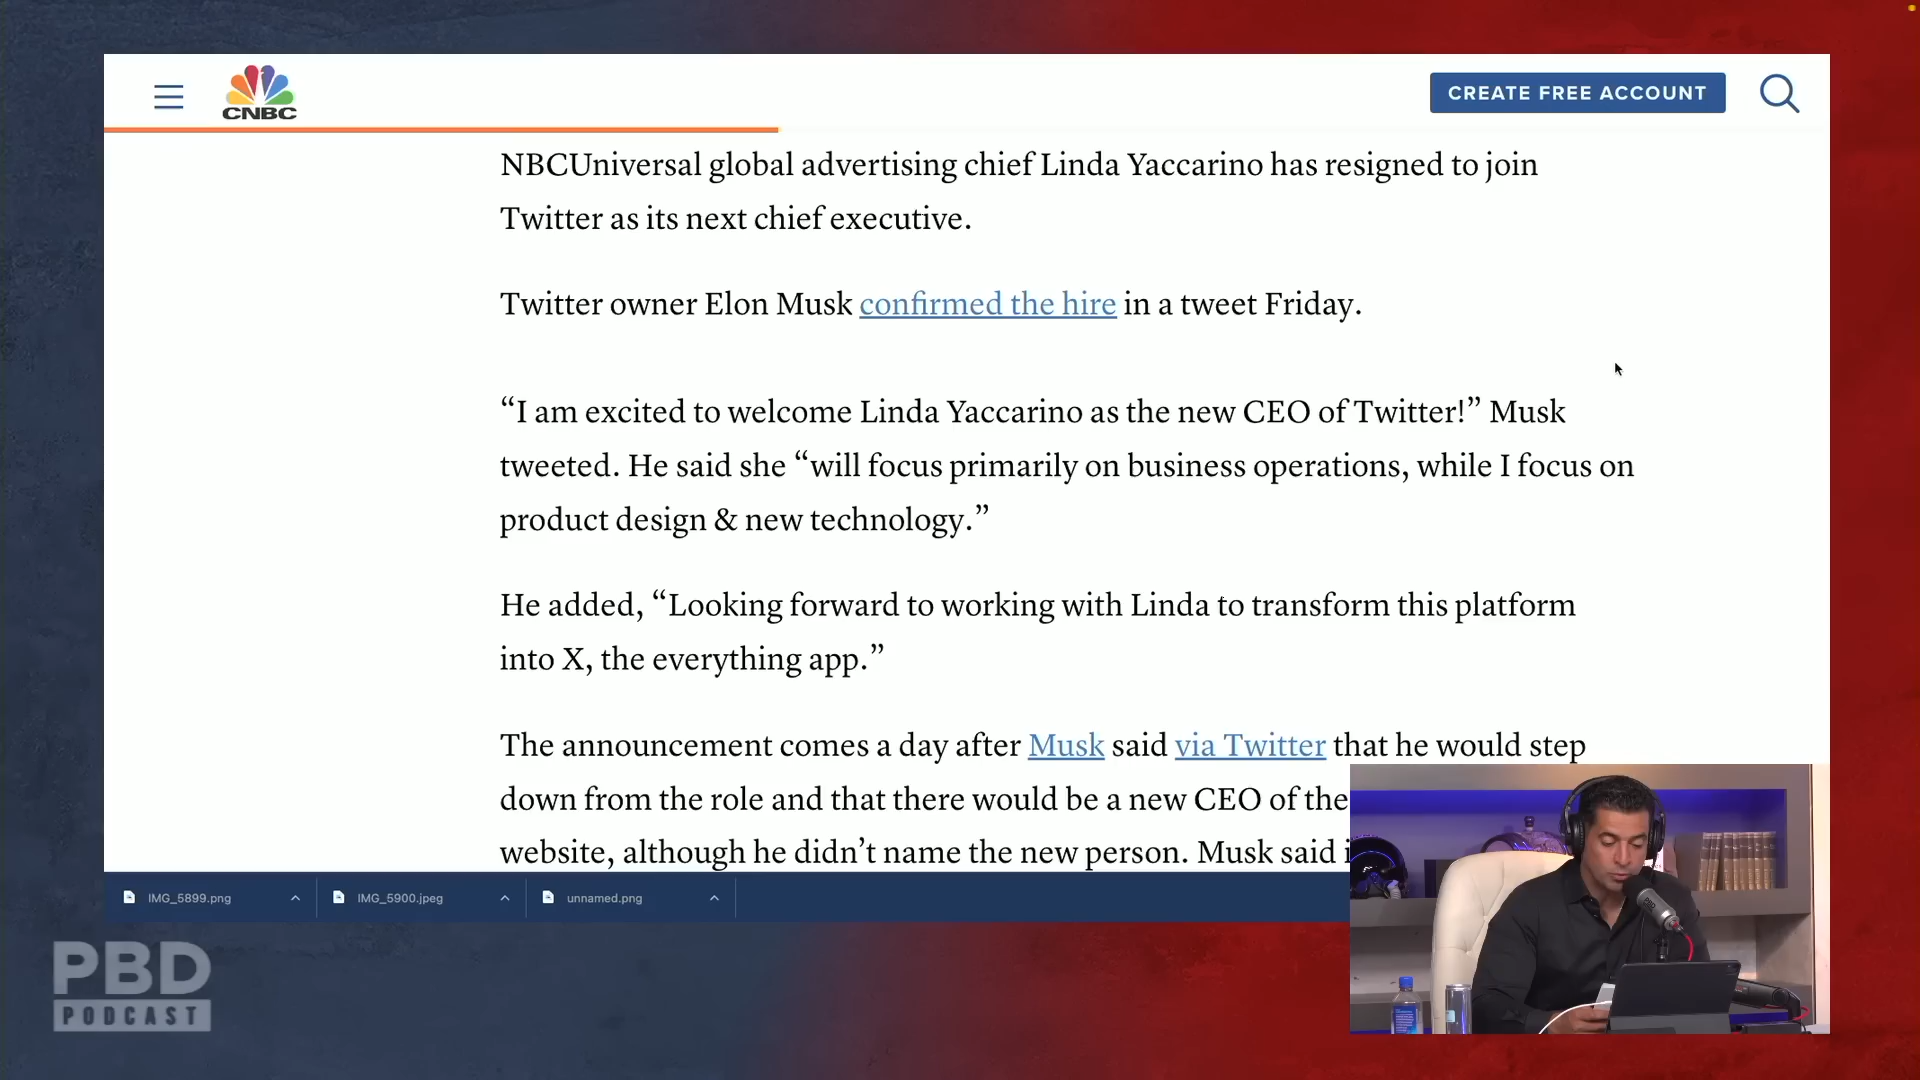 CNBC
CREATE FREE ACCOUNT
NBCUniversal global advertising chief Linda Yaccarino has resigned to join
Twitter as its next chief executive.
Twitter owner Elon Musk confirmed the hire in a tweet Friday.
“I am excited to welcome Linda Yaccarino as the new CEO of Twitter!” Musk
tweeted. He said she “will focus primarily on business operations, while I focus on
product design & new technology.”
He added, “Looking forward to working with Linda to transform this platform
into X, the everything app.”
The announcement comes a day after Musk said via Twitter that he would step
down from the role and that there would be a new CEO of the
website, although he didn’t name the new person. Musk said
IMG_5899.png
IMG_5900.jpeg
unnamed.png
PBD
PODCAST